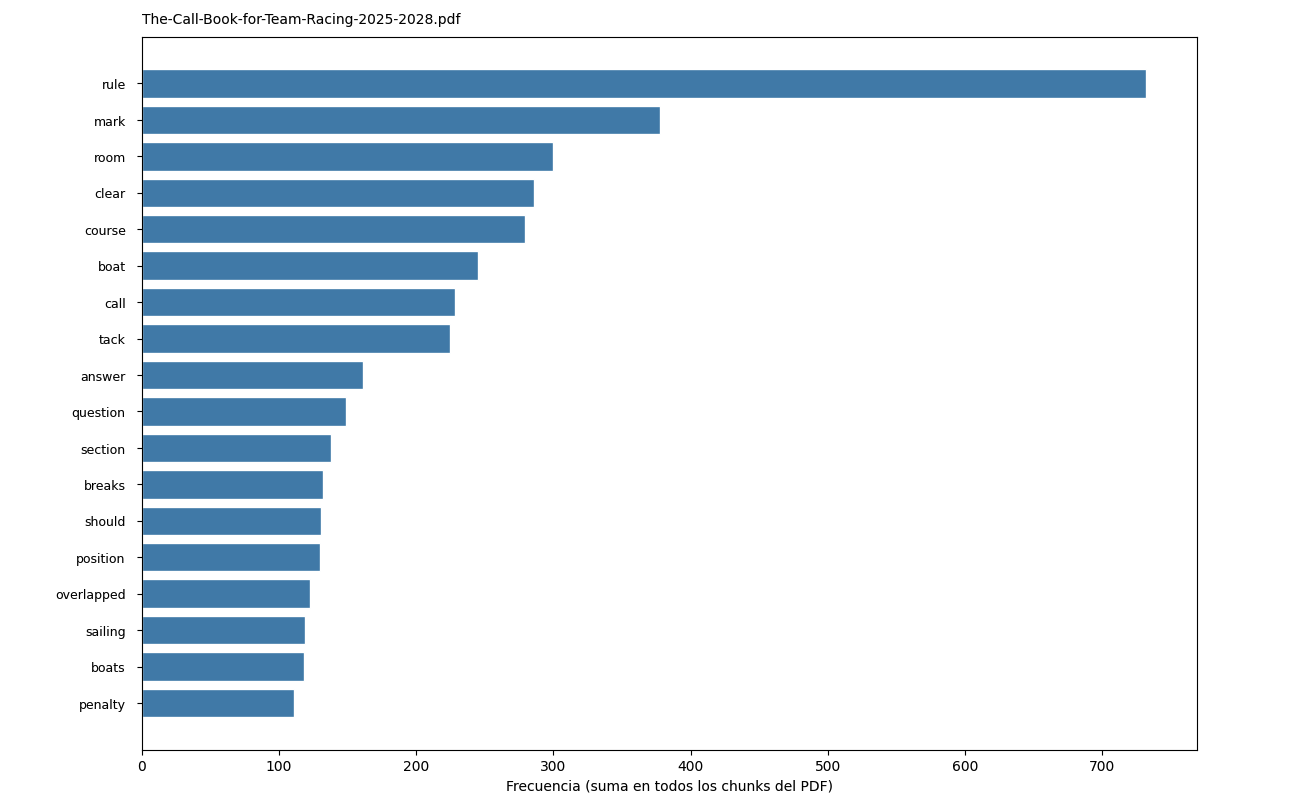 The-Call-Book-for-Team-Racing-2025-2028.pdf
rule
mark
room
clear
course
boat
call
tack
answer
question
section
breaks
should
position
overlapped
sailing
boats
penalty
0 100 200 300 400 500 600 700
Frecuencia (suma en todos los chunks del PDF)